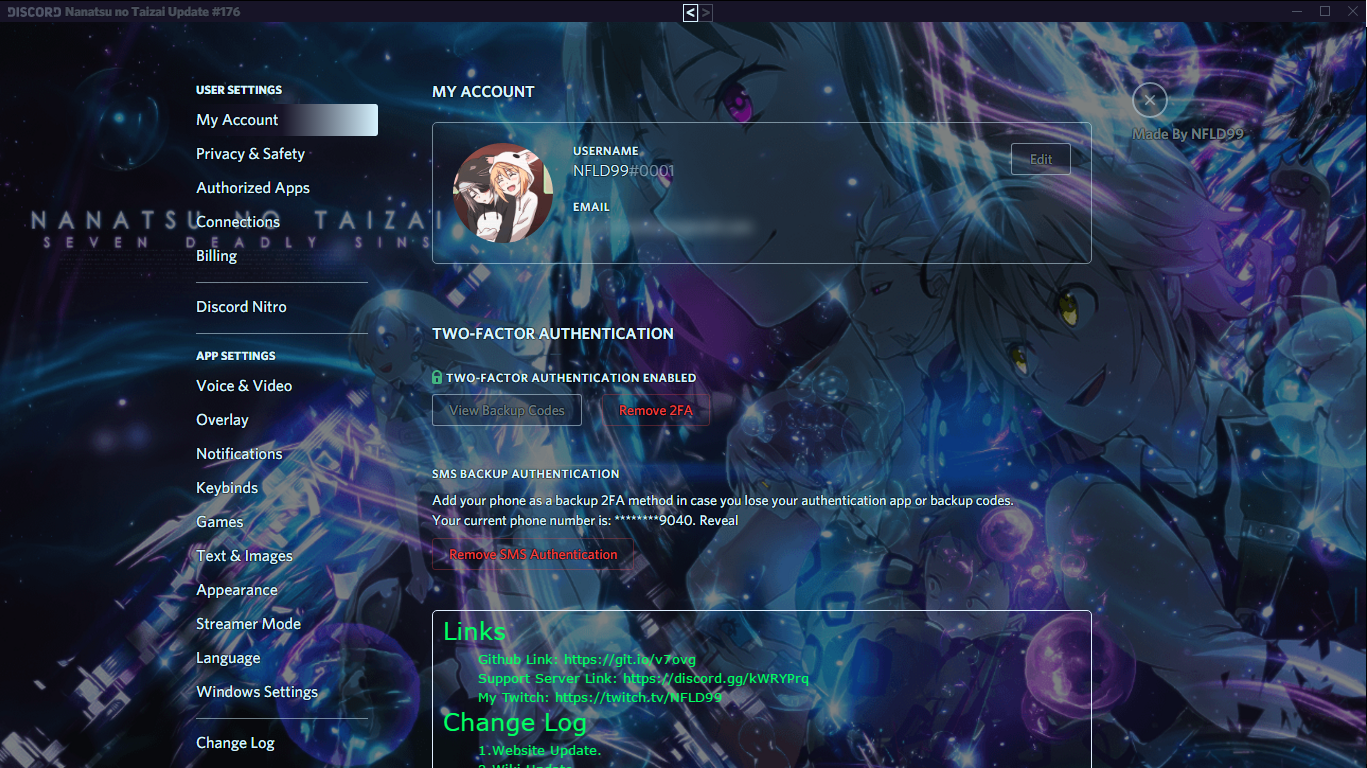 DISCORD Nanatsu no Taizai Update #176
< >
USER SETTINGS
My Account
Privacy & Safety
Authorized Apps
Connections
Billing
Discord Nitro
APP SETTINGS
Voice & Video
Overlay
Notifications
Keybinds
Games
Text & Images
Appearance
Streamer Mode
Language
Windows Settings
Change Log
NANATSU NO TAIZAI
SEVEN DEADLY SINS
MY ACCOUNT
Made By NFLD99
USERNAME
NFLD99#0001
Edit
EMAIL
TWO-FACTOR AUTHENTICATION
TWO-FACTOR AUTHENTICATION ENABLED
View Backup Codes
Remove 2FA
SMS BACKUP AUTHENTICATION
Add your phone as a backup 2FA method in case you lose your authentication app or backup codes.
Your current phone number is: ********9040. Reveal
Remove SMS Authentication
Links
Github Link: https://git.io/v7ovg
Support Server Link: https://discord.gg/kWRYPrq
My Twitch: https://twitch.tv/NFLD99
Change Log
1.Website Update.
2.Wiki Update.